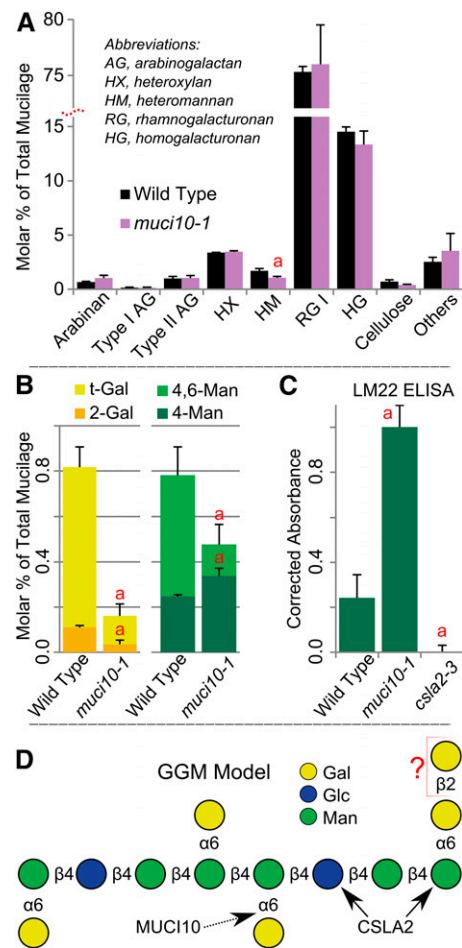 A
80
75
15
10
5
0
Molar % of Total Mucilage
Abbreviations:
AG, arabinogalactan
HX, heteroxylan
HM, heteromannan
RG, rhamnogalacturonan
HG, homogalacturonan
Wild Type
muci10-1
a
Arabinan
Type I AG
Type II AG
HX
HM
RG I
HG
Cellulose
Others
B
t-Gal
2-Gal
4,6-Man
4-Man
Molar % of Total Mucilage
0.8
0.4
0.0
a
a
a
a
Wild Type
muci10-1
Wild Type
muci10-1
C
LM22 ELISA
Corrected Absorbance
0.8
0.4
0.0
a
a
Wild Type
muci10-1
csla2-3
D
GGM Model
Gal
Glc
Man
?
β2
α6
α6
β4 β4 β4 β4 β4 β4 β4
α6
α6
MUCI10
CSLA2